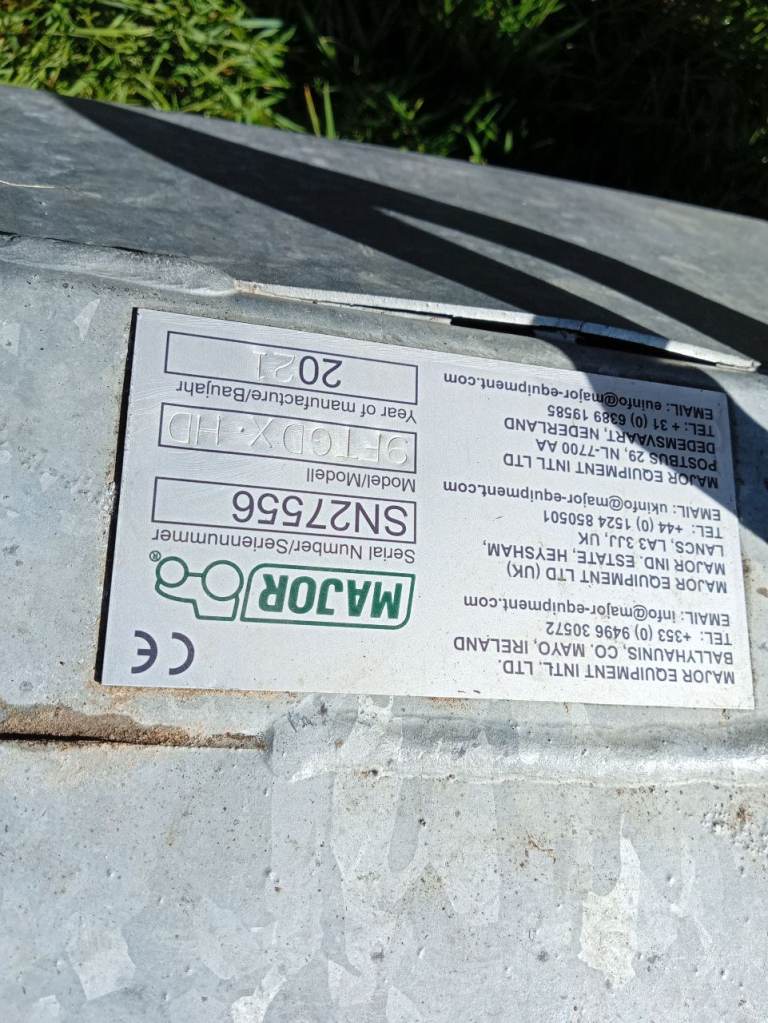 MAJOR EQUIPMENT INTL. LTD.
BALLYHAUNIS, CO. MAYO, IRELAND
TEL: +353 (0) 9496 30572
EMAIL: info@major-equipment.com
MAJOR EQUIPMENT LTD (UK)
MAJOR IND. ESTATE, HEYSHAM,
LANCS, LA3 3JJ, UK
TEL: +44 (0) 1524 850501
EMAIL: ukinfo@major-equipment.com
MAJOR EQUIPMENT INTL LTD
POSTBUS 29, NL-7700 AA
DEDEMSVAART, NEDERLAND
TEL: + 31 (0) 6389 19585
EMAIL: euinfo@major-equipment.com
CE
MAJOR®
Serial Number/Seriennummer
SN27556
Model/Modell
9FTGDX·HD
Year of manufacture/Baujahr
2021